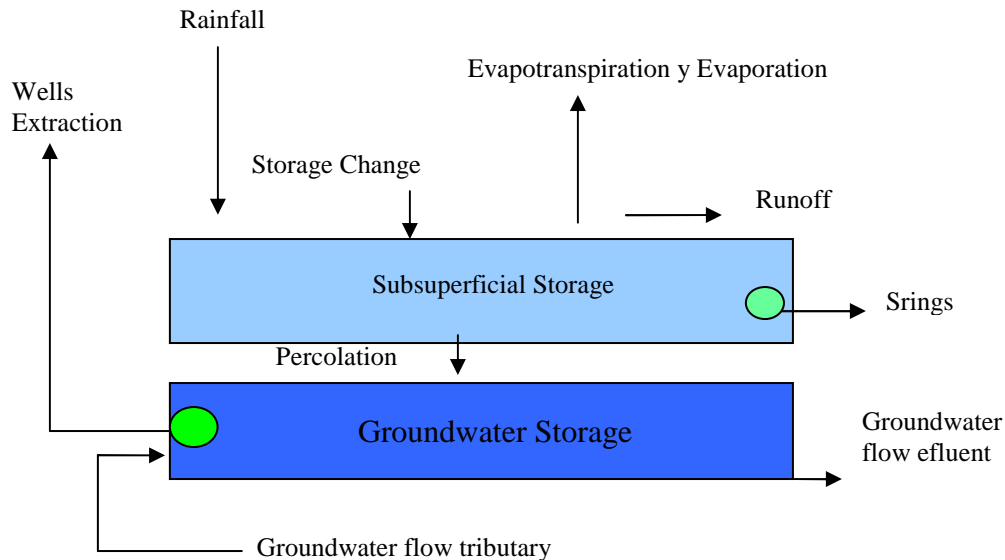 Rainfall
Evapotranspiration y Evaporation
Wells
Extraction
Storage Change
Runoff
Subsuperficial Storage
Srings
Percolation
Groundwater Storage
Groundwater
flow efluent
Groundwater flow tributary